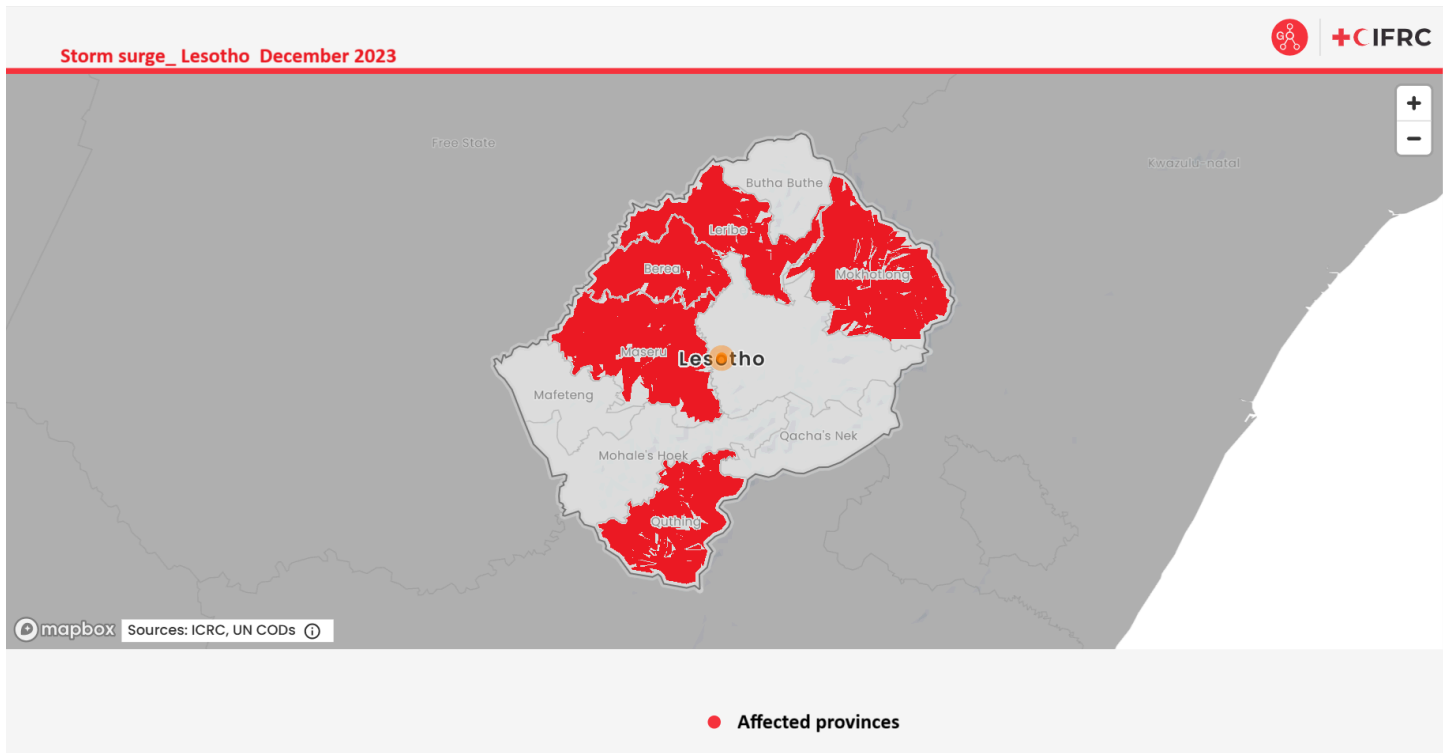 Storm surge_ Lesotho  December 2023
IFRC
+
−
Free State
Kwazulu-natal
Butha Buthe
Leribe
Berea
Mokhotlong
Maseru
Lesotho
Mafeteng
Qacha's Nek
Mohale's Hoek
Quthing
mapbox
Sources: ICRC, UN CODs
Affected provinces